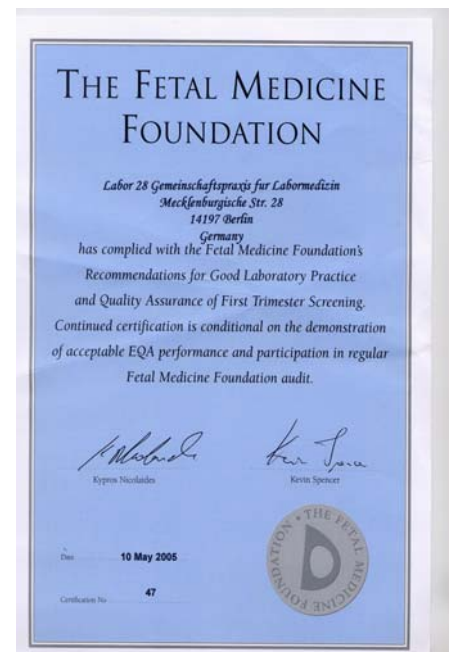 THE FETAL MEDICINE
FOUNDATION
Labor 28 Gemeinschaftspraxis fur Labormedizin
Mecklenburgische Str. 28
14197 Berlin
Germany
has complied with the Fetal Medicine Foundation's
Recommendations for Good Laboratory Practice
and Quality Assurance of First Trimester Screening.
Continued certification is conditional on the demonstration
of acceptable EQA performance and participation in regular
Fetal Medicine Foundation audit.
Kypros Nicolaides
Kevin Spencer
THE FETAL MEDICINE FOUNDATION
Date 10 May 2005
Certification No 47